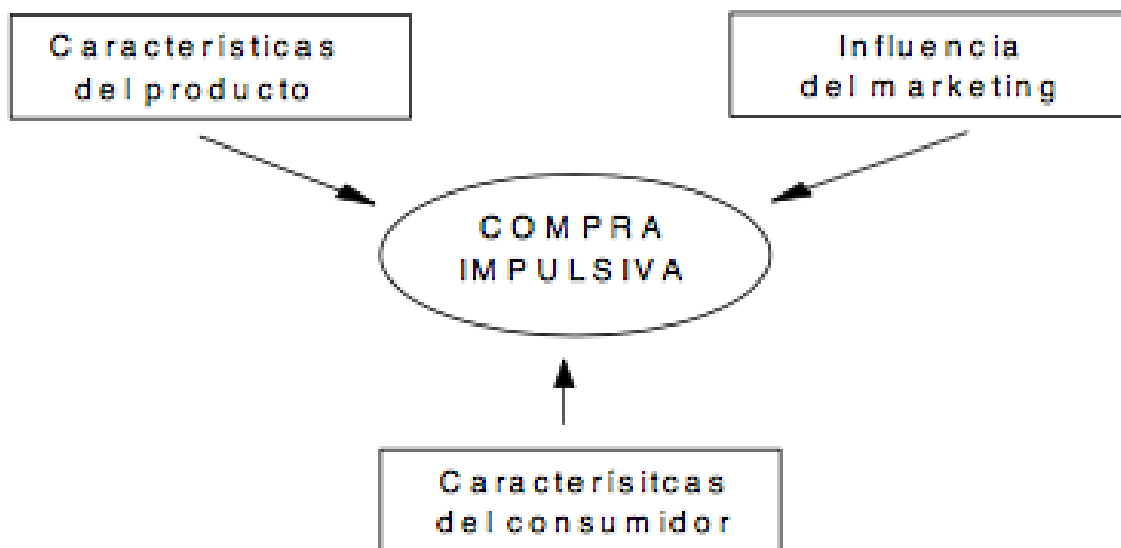 Características
del producto
Influencia
del marketing
COMPRA
IMPULSIVA
Caracterísitcas
del consumidor